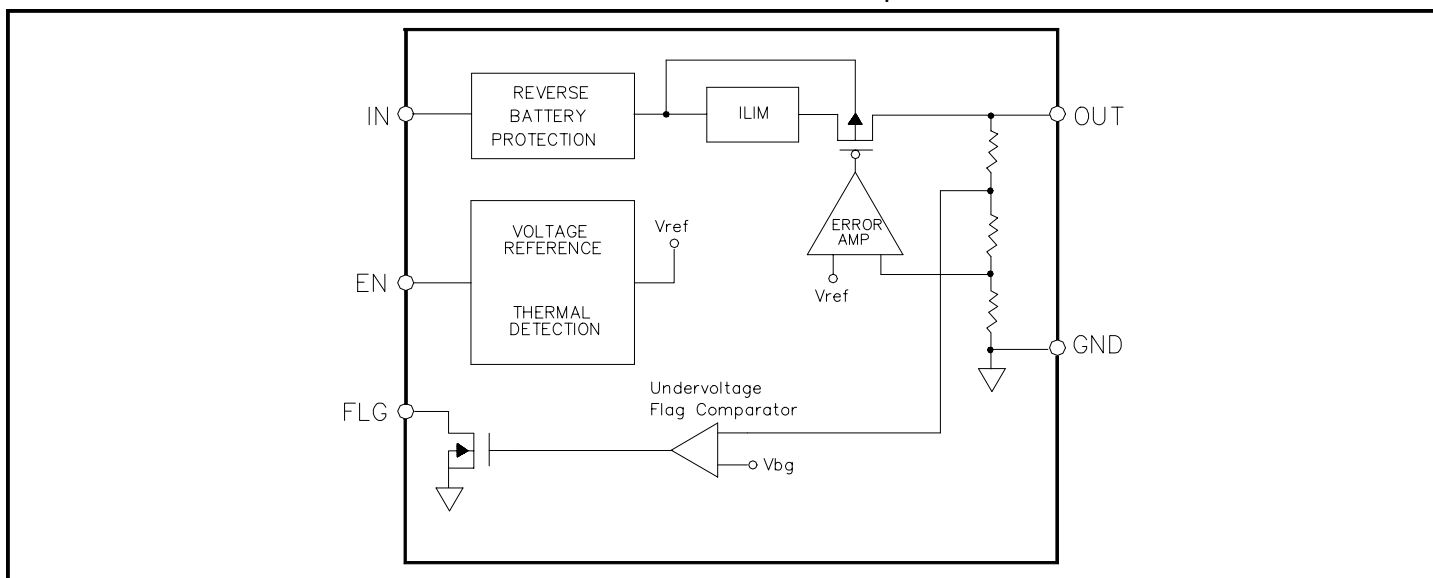 IN
REVERSE
BATTERY
PROTECTION
ILIM
OUT
ERROR
AMP
Vref
GND
EN
VOLTAGE
REFERENCE
THERMAL
DETECTION
Vref
FLG
Undervoltage
Flag Comparator
Vbg